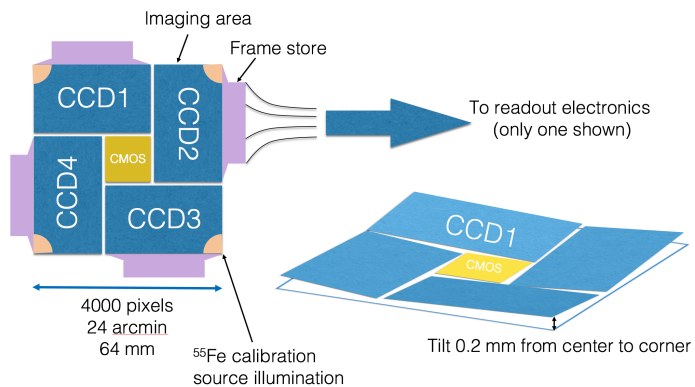 Imaging area
Frame store
CCD1
CCD2
CMOS
CCD4
CCD3
To readout electronics
(only one shown)
4000 pixels
24 arcmin
64 mm
55Fe calibration
source illumination
CCD1
CMOS
Tilt 0.2 mm from center to corner